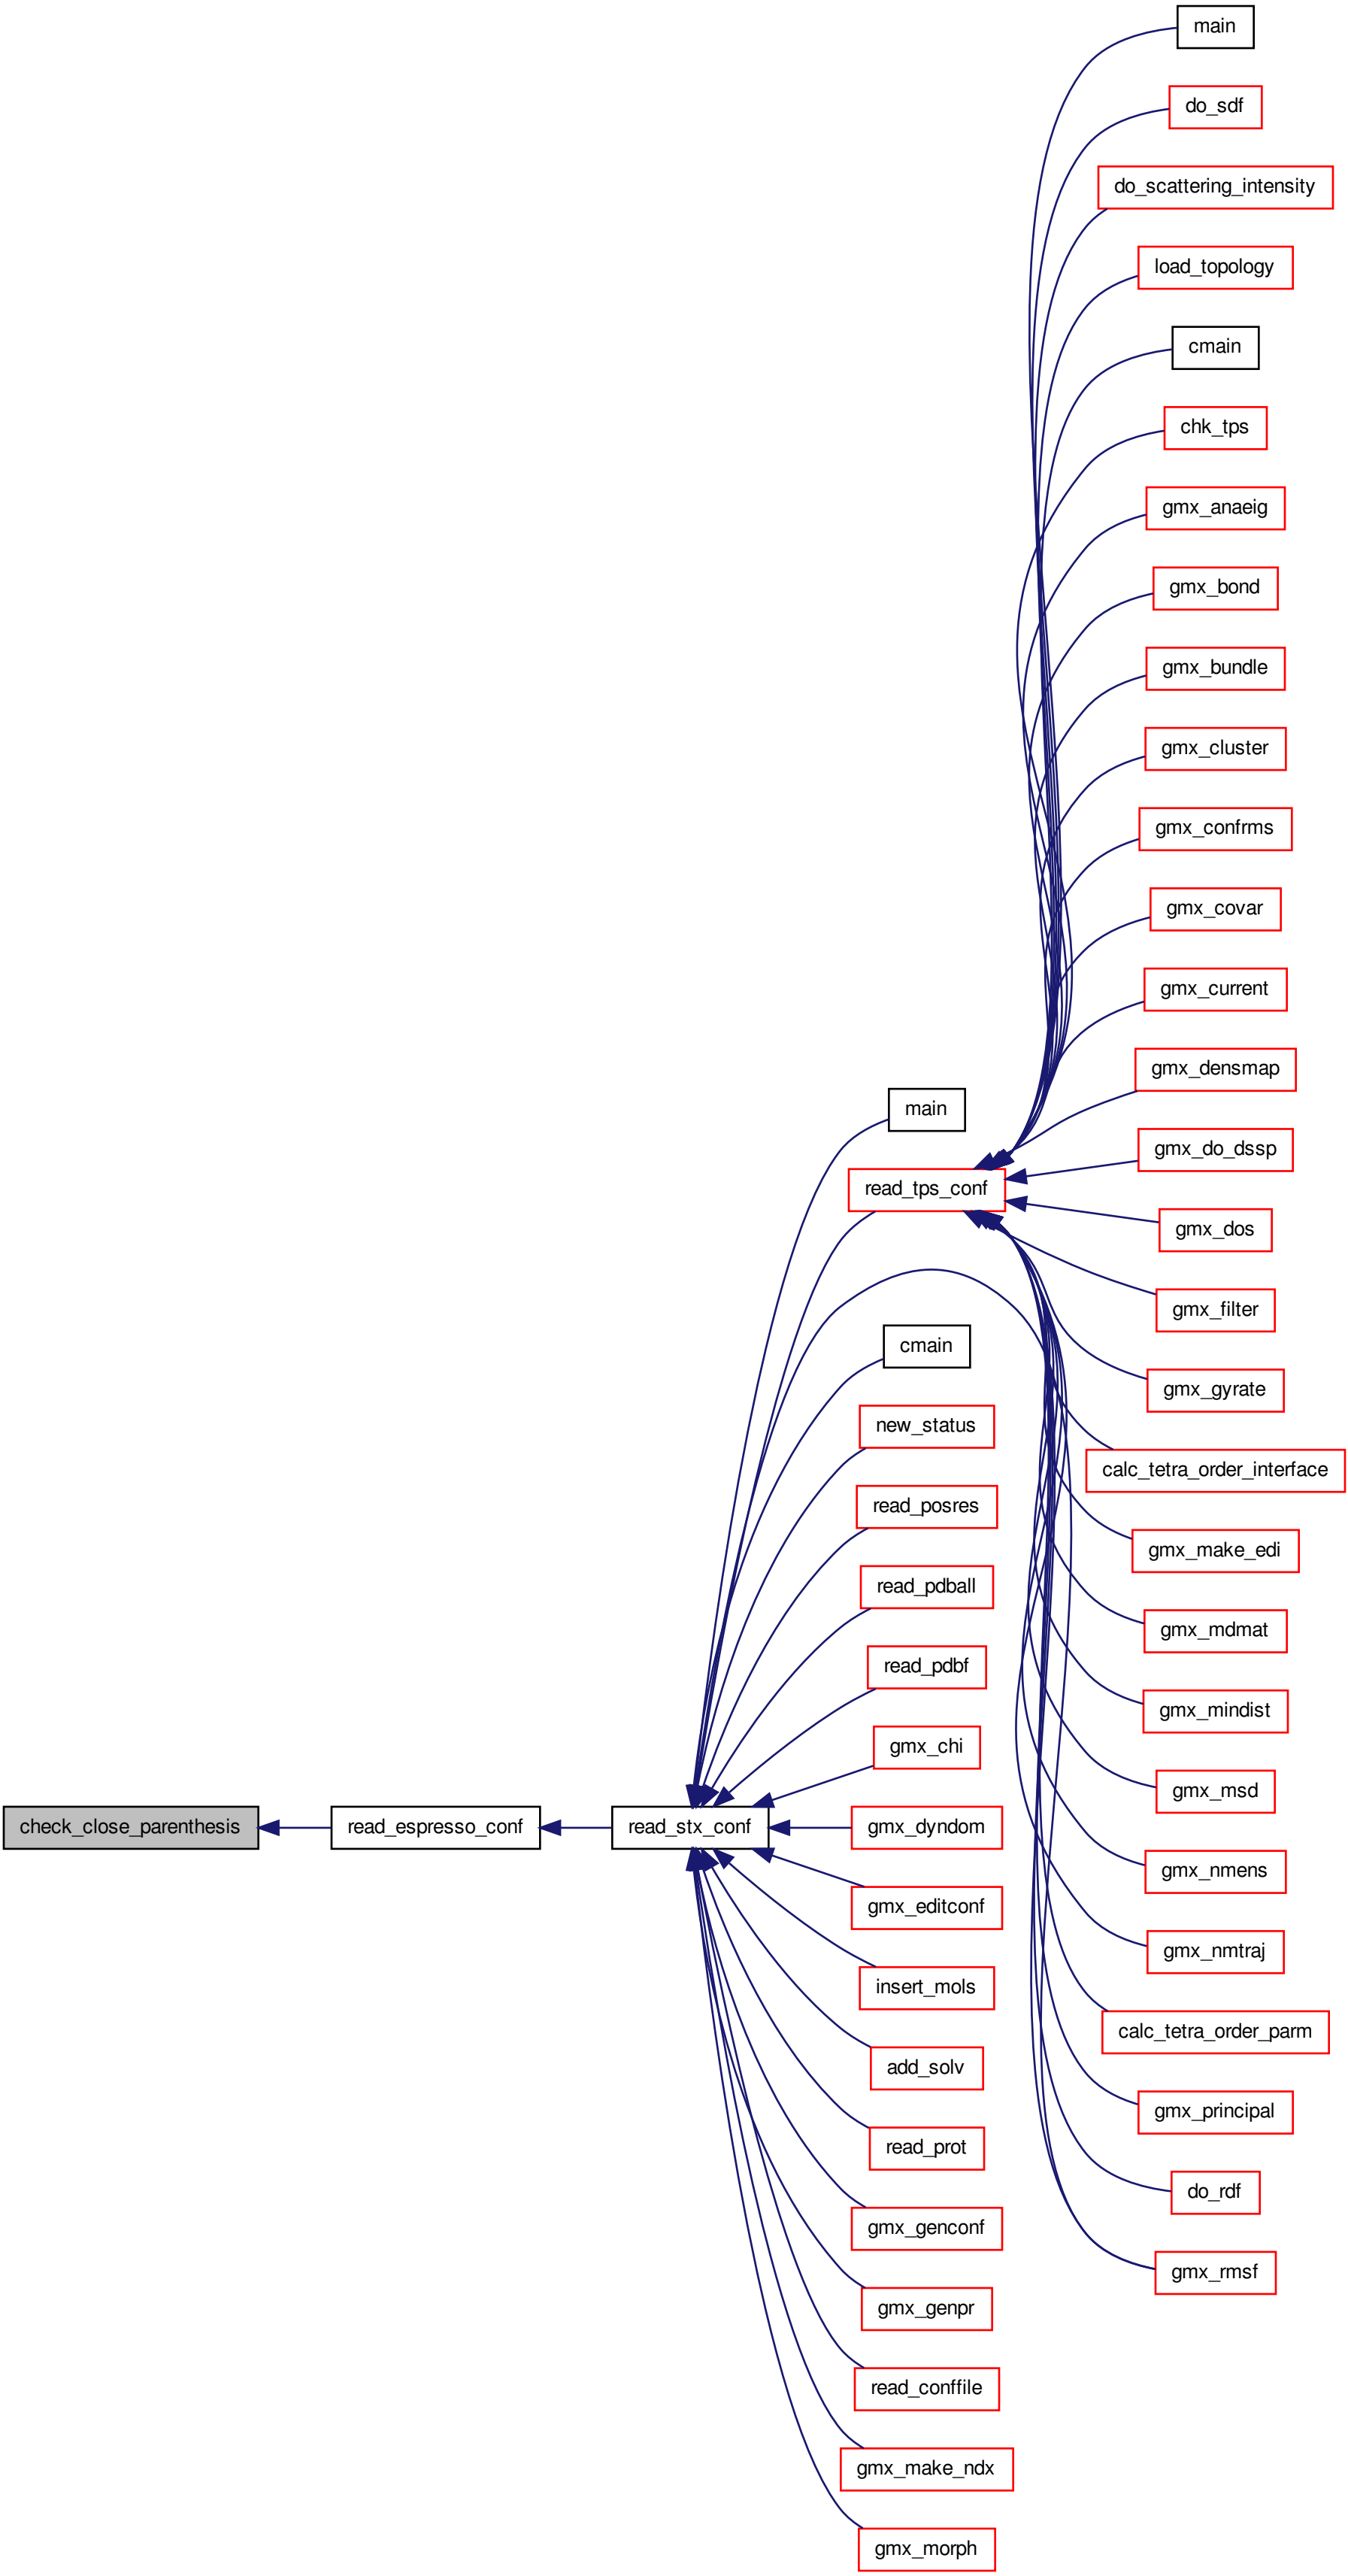 main
do_sdf
do_scattering_intensity
load_topology
cmain
chk_tps
gmx_anaeig
gmx_bond
gmx_bundle
gmx_cluster
gmx_confrms
gmx_covar
gmx_current
gmx_densmap
main
gmx_do_dssp
read_tps_conf
gmx_dos
gmx_filter
cmain
gmx_gyrate
new_status
calc_tetra_order_interface
read_posres
gmx_make_edi
read_pdball
gmx_mdmat
read_pdbf
gmx_mindist
gmx_chi
gmx_msd
check_close_parenthesis
read_espresso_conf
read_stx_conf
gmx_dyndom
gmx_nmens
gmx_editconf
gmx_nmtraj
insert_mols
calc_tetra_order_parm
add_solv
gmx_principal
read_prot
do_rdf
gmx_genconf
gmx_rmsf
gmx_genpr
read_conffile
gmx_make_ndx
gmx_morph